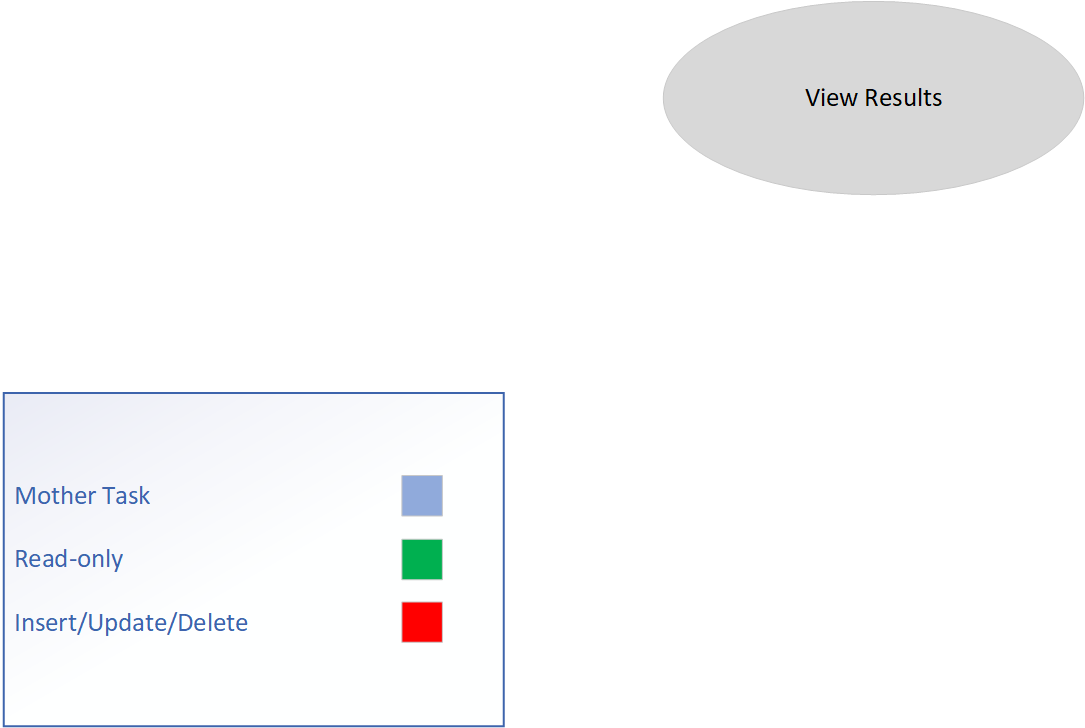 View Results
Mother Task
Read-only
Insert/Update/Delete